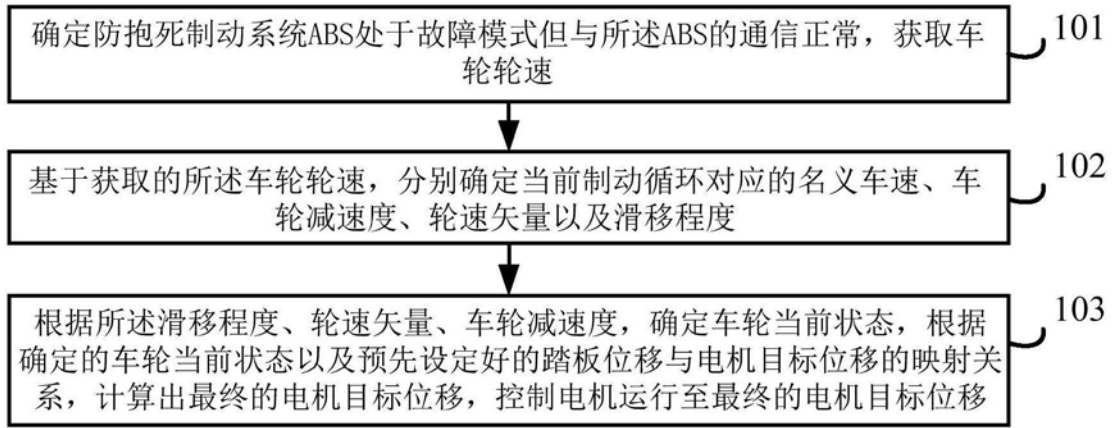 确定防抱死制动系统ABS处于故障模式但与所述ABS的通信正常，获取车
轮轮速
101
基于获取的所述车轮轮速，分别确定当前制动循环对应的名义车速、车
轮减速度、轮速矢量以及滑移程度
102
根据所述滑移程度、轮速矢量、车轮减速度，确定车轮当前状态，根据
确定的车轮当前状态以及预先设定好的踏板位移与电机目标位移的映射关
系，计算出最终的电机目标位移，控制电机运行至最终的电机目标位移
103